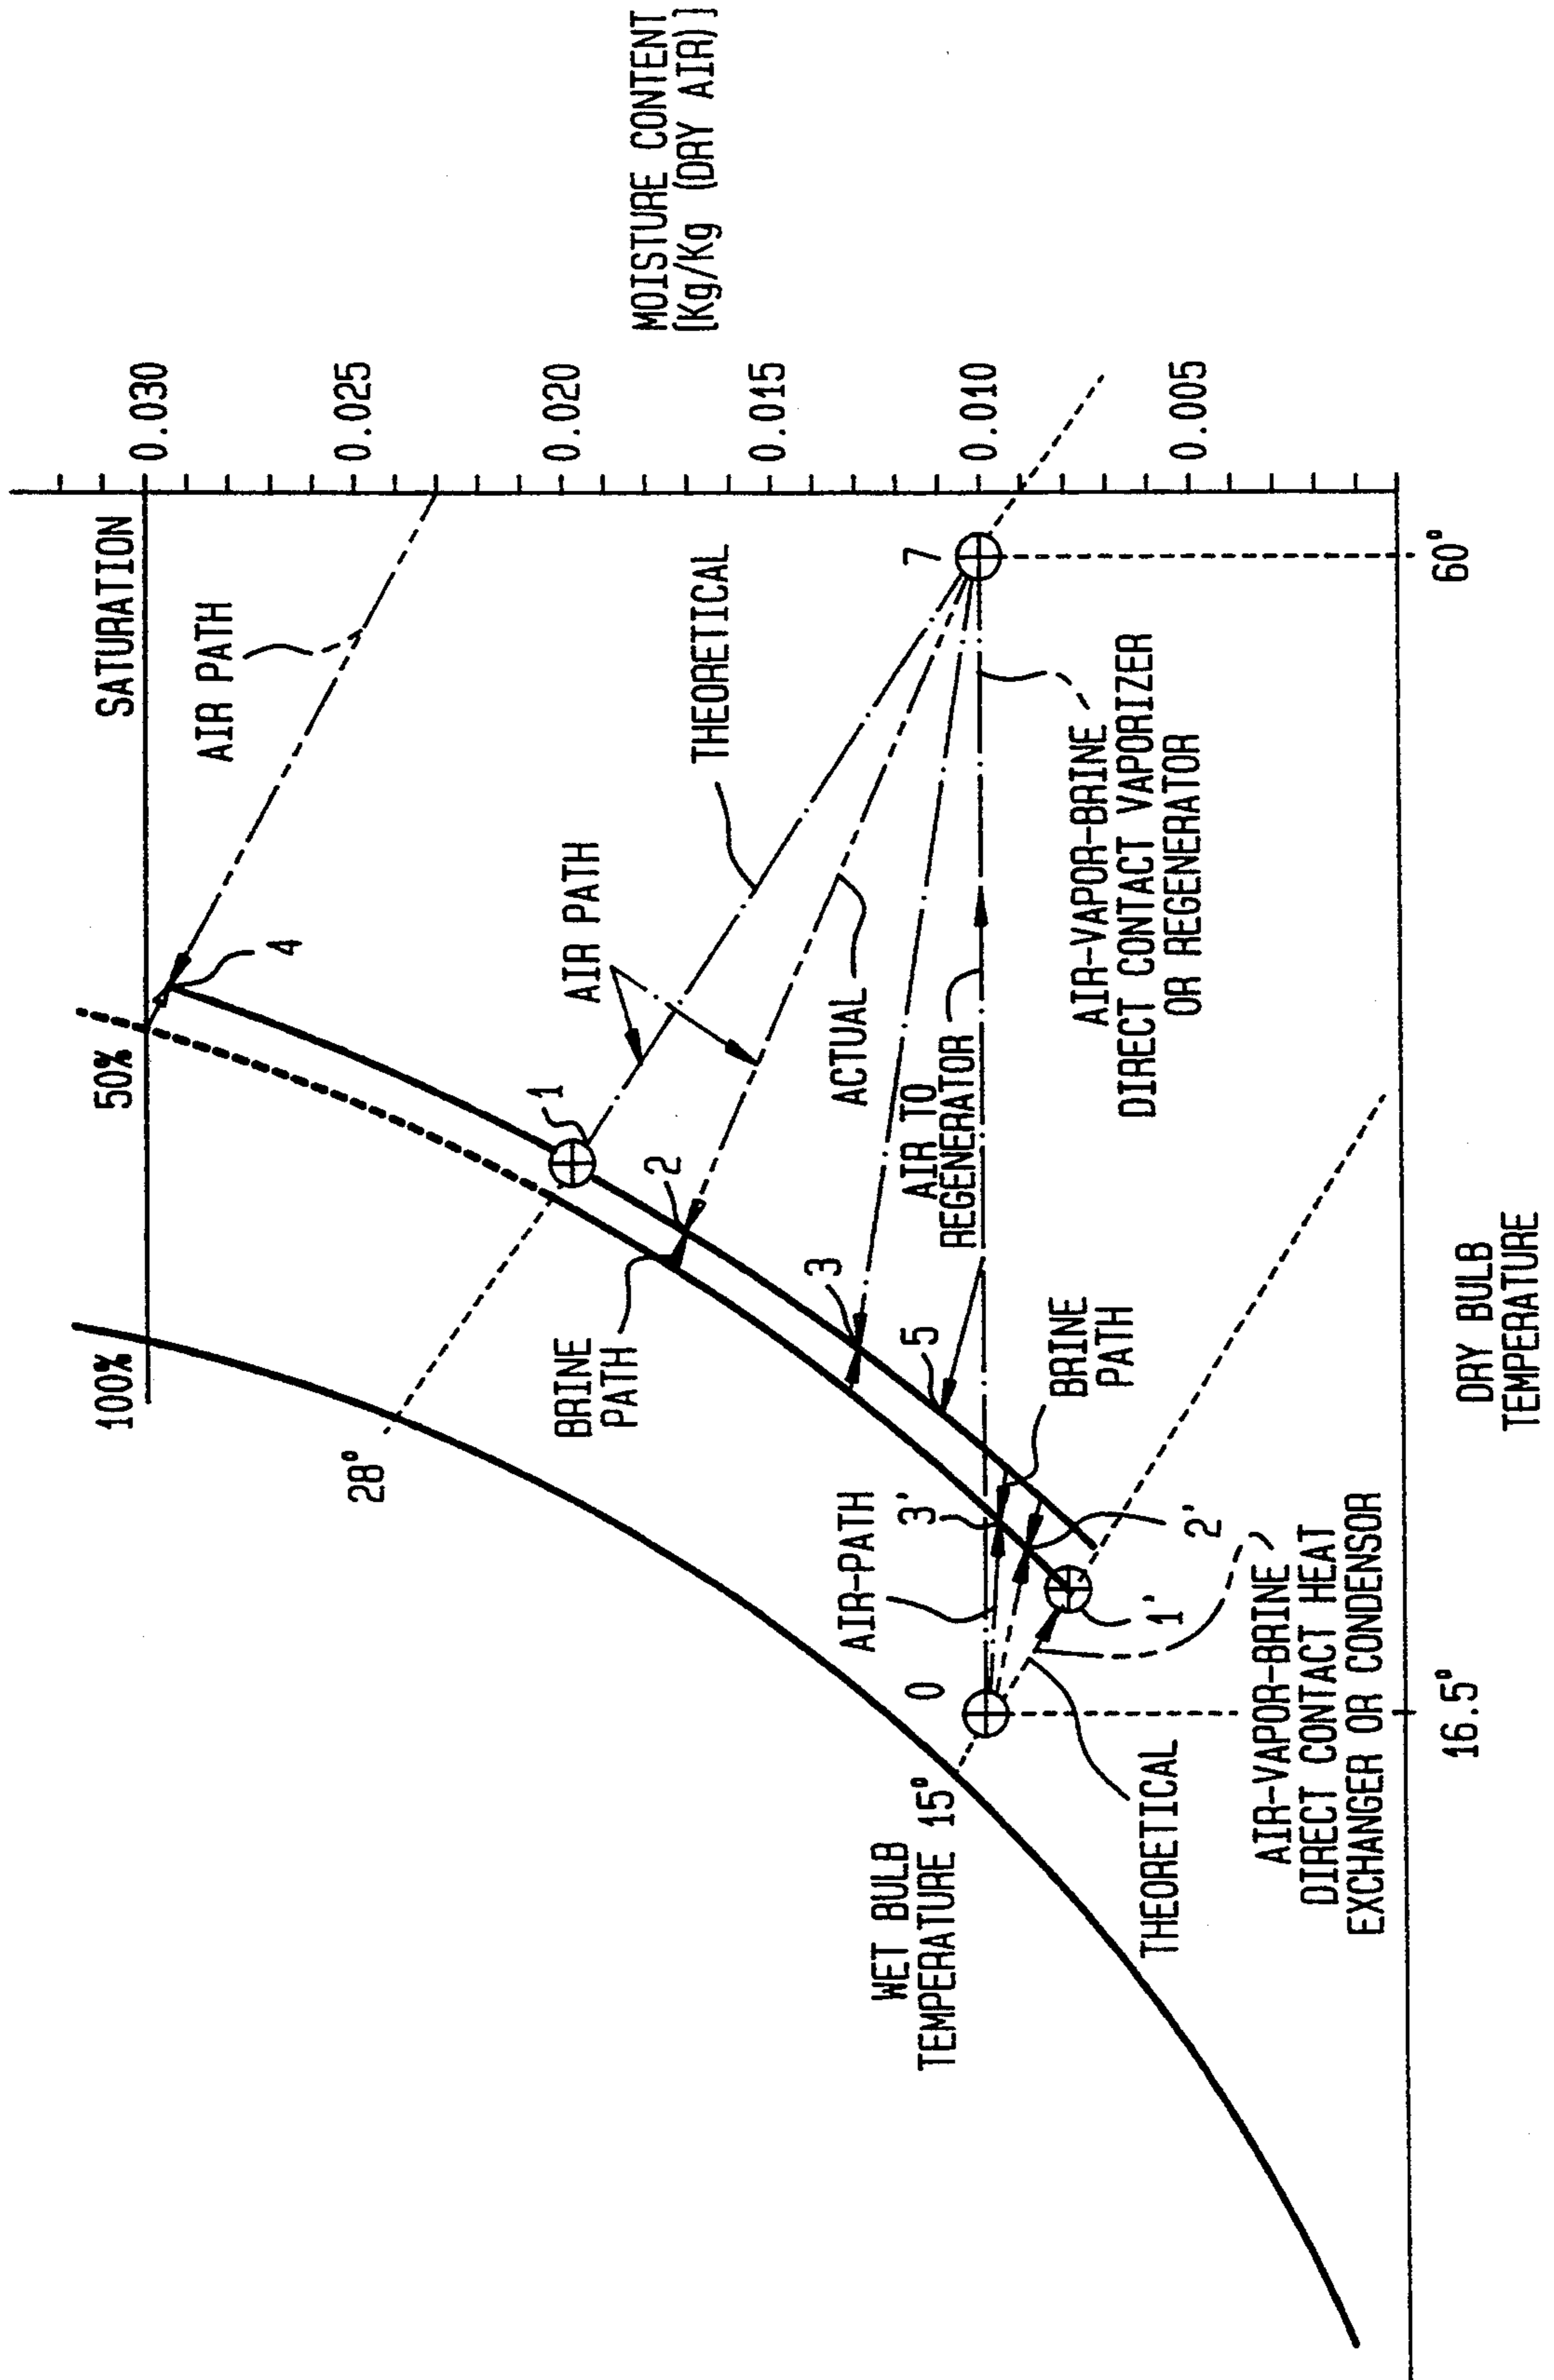 MOISTURE CONTENT
[Kg/Kg (DRY AIR)]
0.030
0.025
0.020
0.015
0.010
0.005
100%
50%
SATURATION
AIR PATH
4
28°
1
AIR PATH
THEORETICAL
BRINE
PATH
2
3
ACTUAL
7
WET BULB
TEMPERATURE 15°
0
AIR-PATH
3'
5
AIR TO
REGENERATOR
BRINE
PATH
AIR-VAPOR-BRINE
DIRECT CONTACT VAPORIZER
OR REGENERATOR
THEORETICAL
1'
2'
AIR-VAPOR-BRINE
DIRECT CONTACT HEAT
EXCHANGER OR CONDENSOR
16.5°
60°
DRY BULB
TEMPERATURE